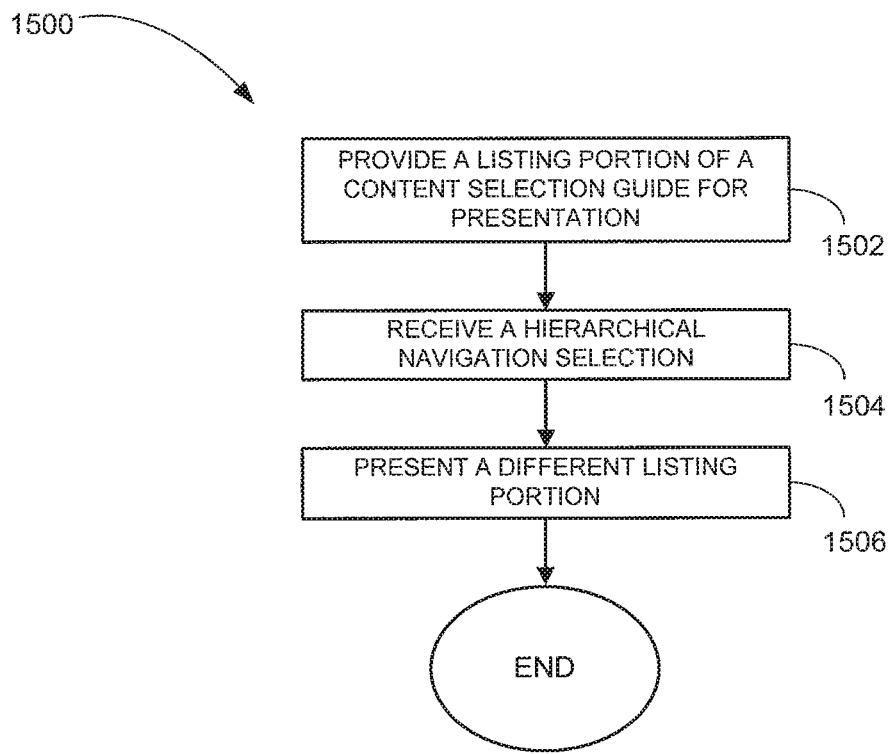 1500
PROVIDE A LISTING PORTION OF A
CONTENT SELECTION GUIDE FOR
PRESENTATION
1502
RECEIVE A HIERARCHICAL
NAVIGATION SELECTION
1504
PRESENT A DIFFERENT LISTING
PORTION
1506
END